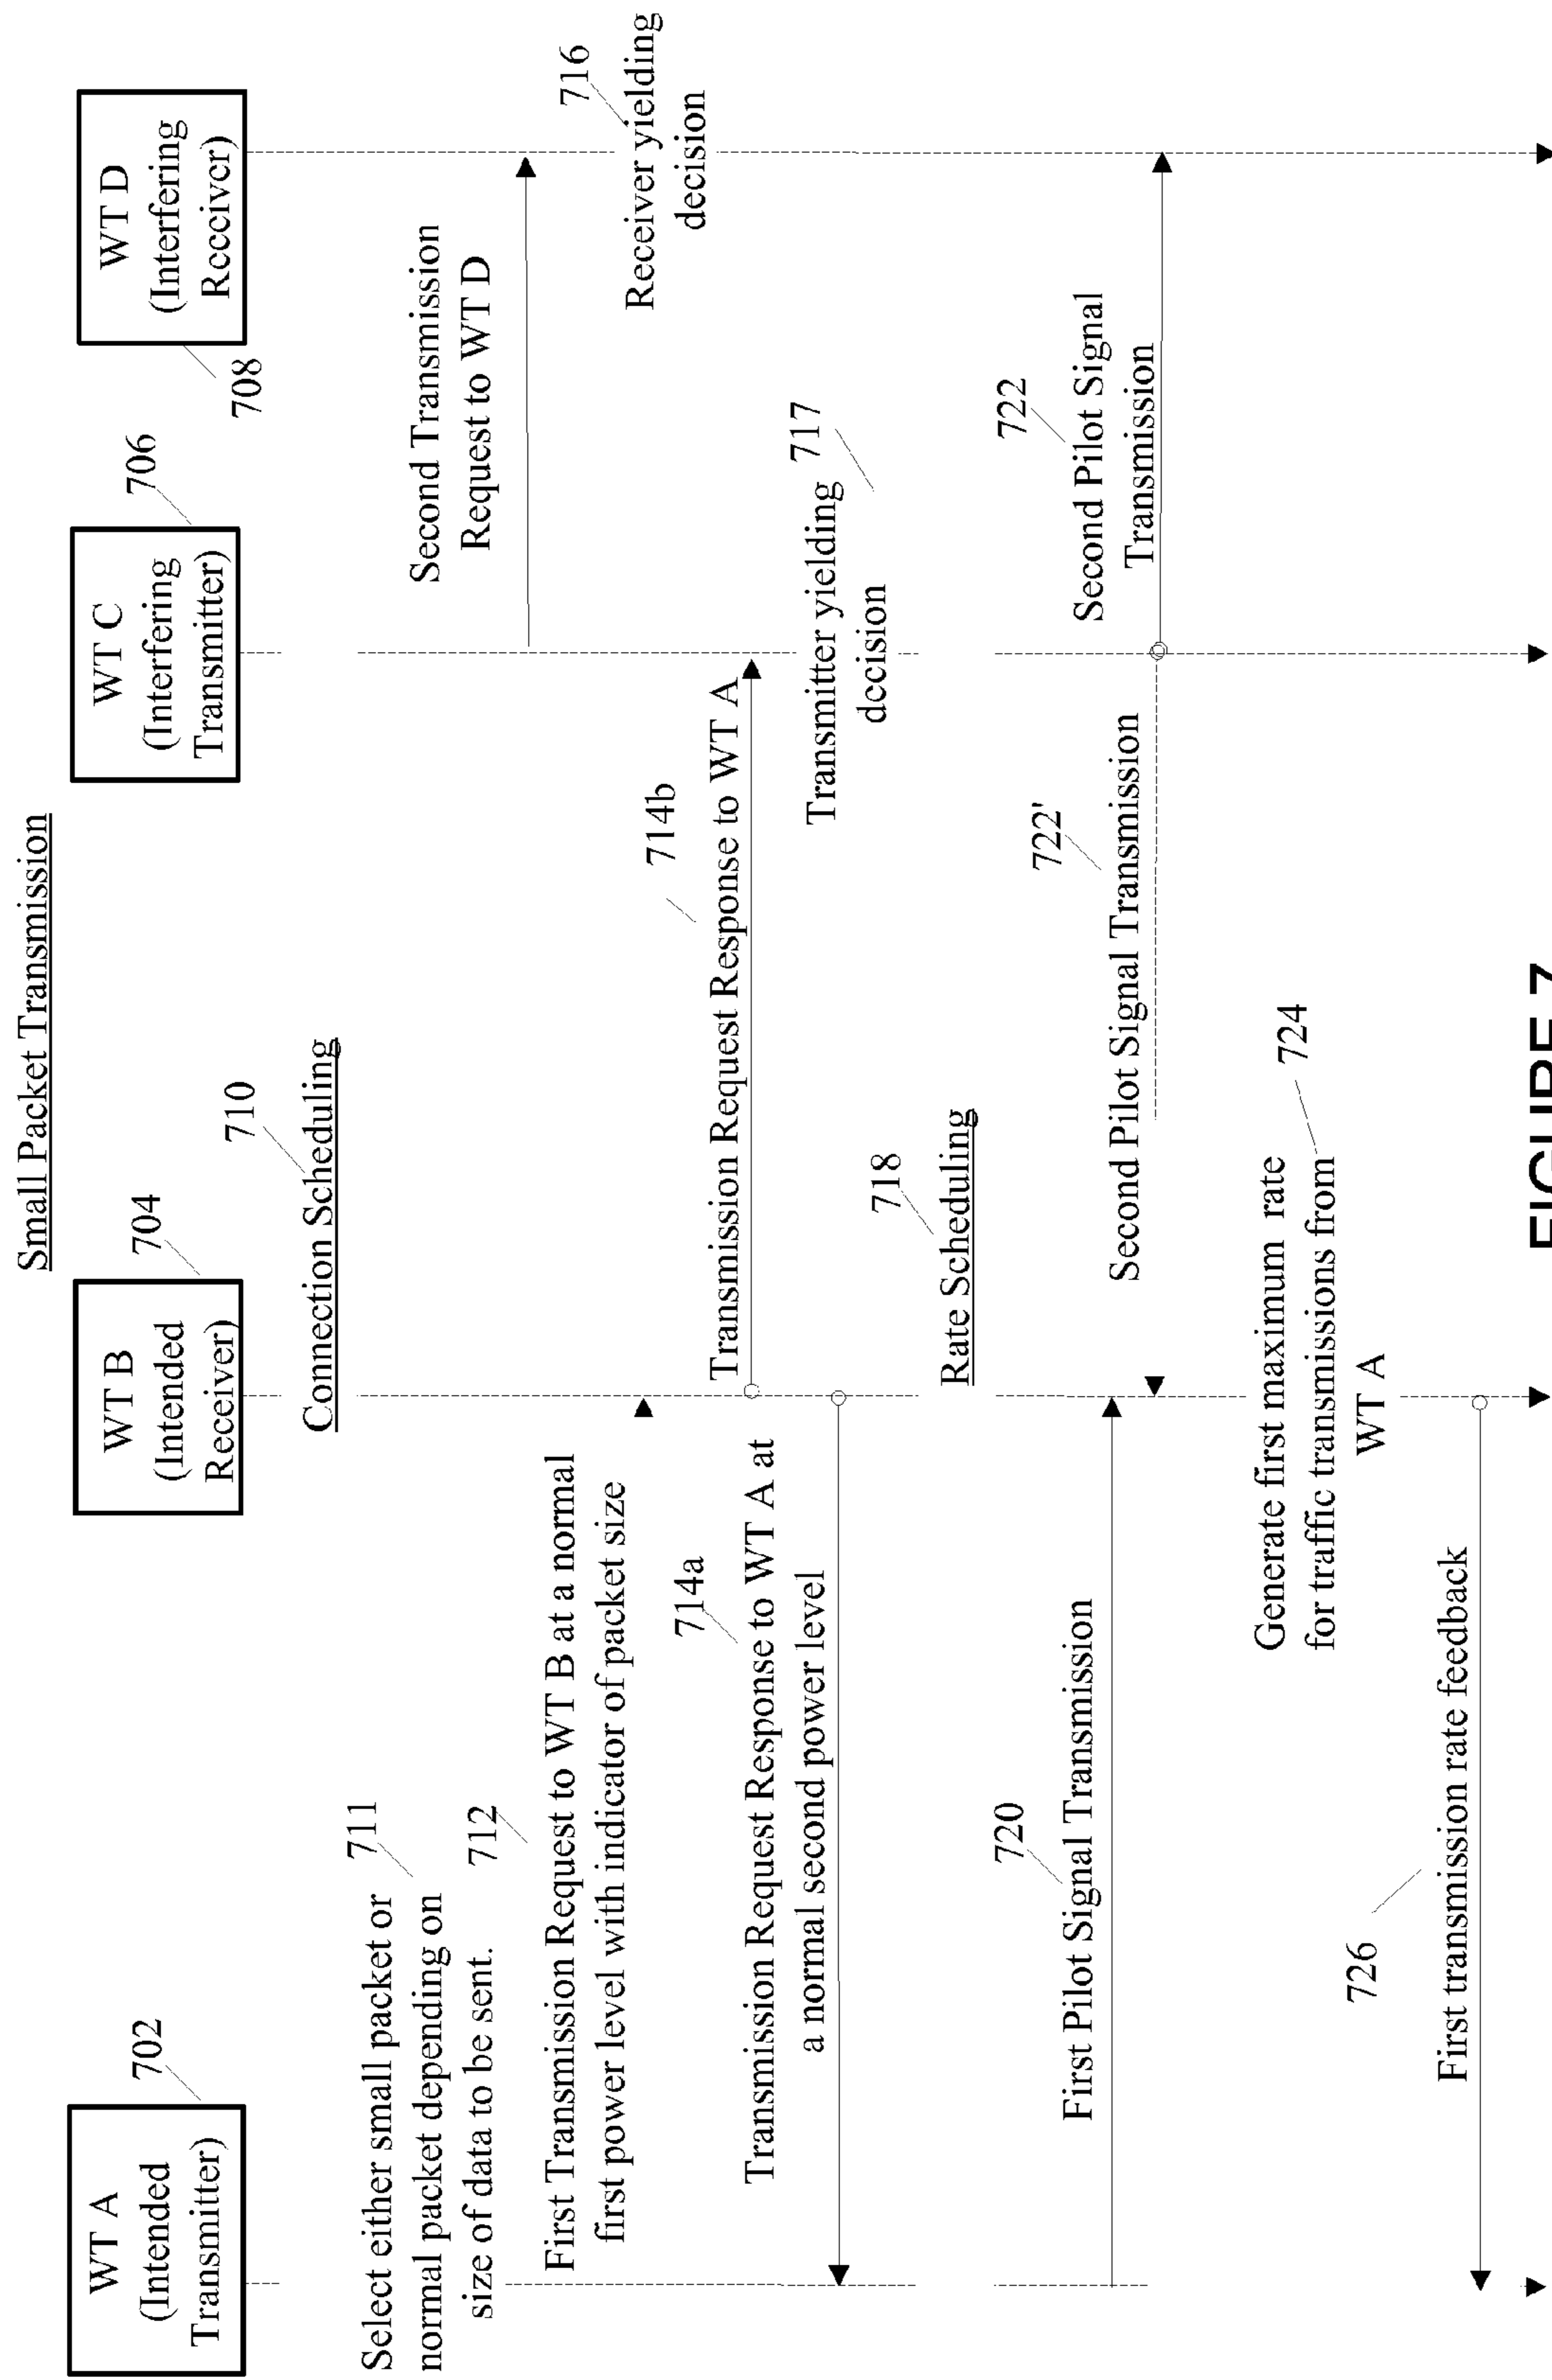 Small Packet Transmission
WT A
(Intended
Transmitter)
702
WT B
(Intended
Receiver)
704
WT C
(Interfering
Transmitter)
706
WT D
(Interfering
Receiver)
708
710
Connection Scheduling
711
Select either small packet or
normal packet depending on
size of data to be sent.
712
First Transmission Request to WT B at a normal
first power level with indicator of packet size
Second Transmission
Request to WT D
716
Receiver yielding
decision
714a
Transmission Request Response to WT A at
a normal second power level
714b
Transmission Request Response to WT A
717
Transmitter yielding
decision
718
Rate Scheduling
720
First Pilot Signal Transmission
722'
Second Pilot Signal Transmission
722
Second Pilot Signal
Transmission
724
Generate first maximum rate
for traffic transmissions from
WT A
726
First transmission rate feedback
FIGURE 7